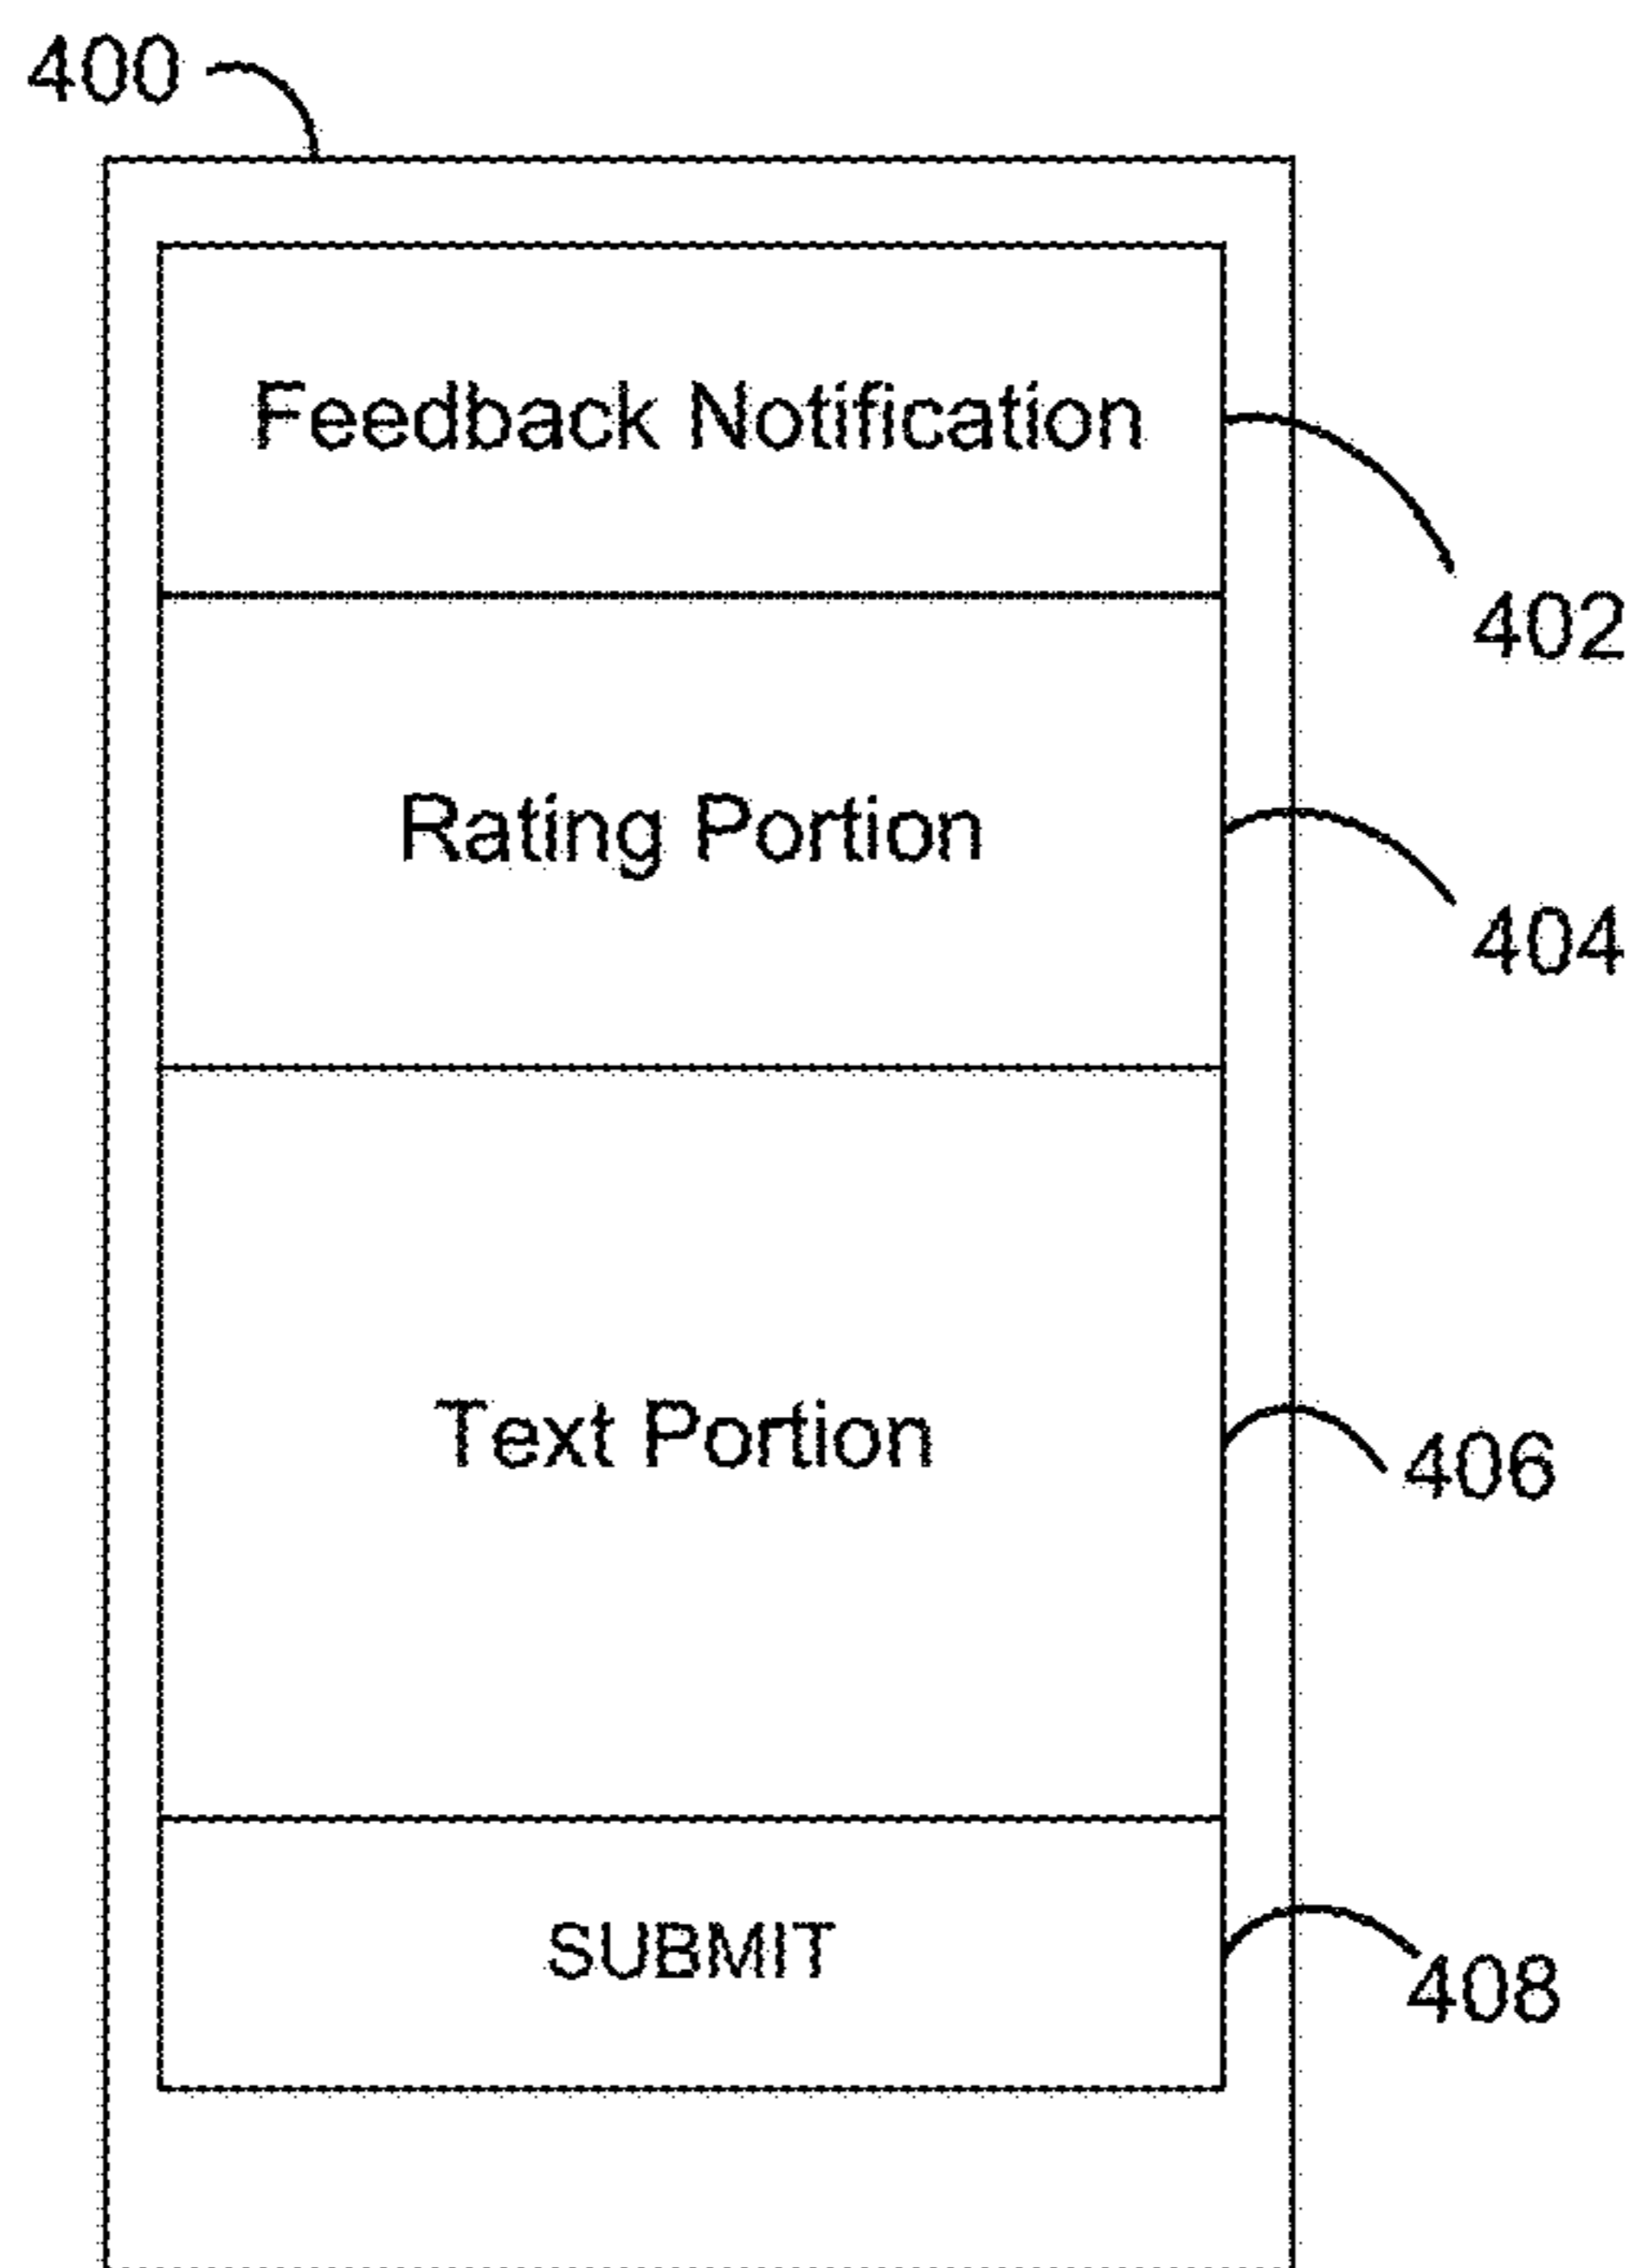 400
Feedback Notification
402
Rating Portion
404
Text Portion
406
SUBMIT
408